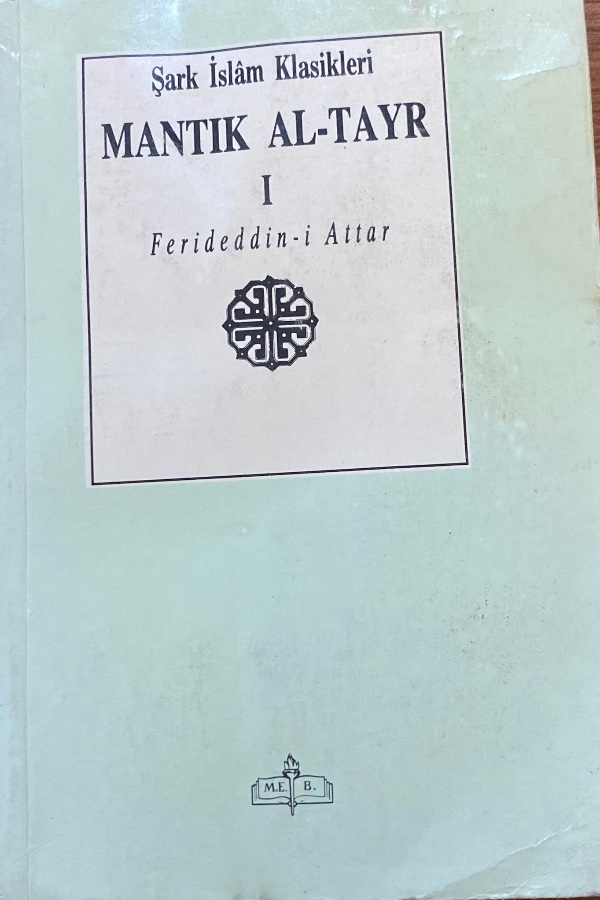 Şark İslâm Klasikleri
MANTIK AL-TAYR
I
Ferideddin-i Attar
M.E. B.